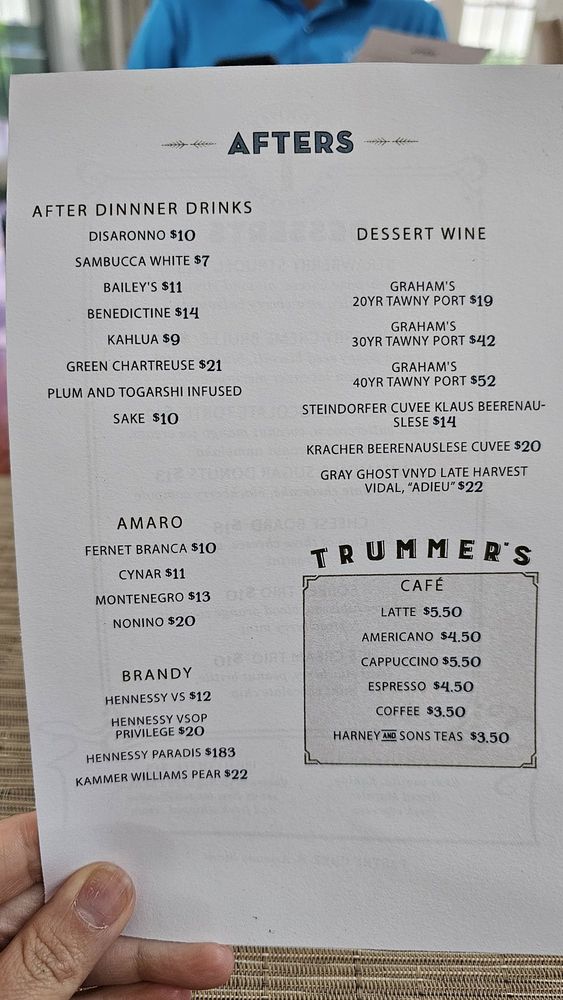 AFTERS
AFTER DINNNER DRINKS
DISARONNO $10
SAMBUCCA WHITE $7
BAILEY'S $11
BENEDICTINE $14
KAHLUA $9
GREEN CHARTREUSE $21
PLUM AND TOGARSHI INFUSED
SAKE $10
AMARO
FERNET BRANCA $10
CYNAR $11
MONTENEGRO $13
NONINO $20
BRANDY
HENNESSY VS $12
HENNESSY VSOP
PRIVILEGE $20
HENNESSY PARADIS $183
KAMMER WILLIAMS PEAR $22
DESSERT WINE
GRAHAM'S
20YR TAWNY PORT $19
GRAHAM'S
30YR TAWNY PORT $42
GRAHAM'S
40YR TAWNY PORT $52
STEINDORFER CUVEE KLAUS BEERENAU-
SLESE $14
KRACHER BEERENAUSLESE CUVEE $20
GRAY GHOST VNYD LATE HARVEST
VIDAL, "ADIEU" $22
TRUMMER'S
CAFÉ
LATTE $5.50
AMERICANO $4.50
CAPPUCCINO $5.50
ESPRESSO $4.50
COFFEE $3.50
HARNEY AND SONS TEAS $3.50